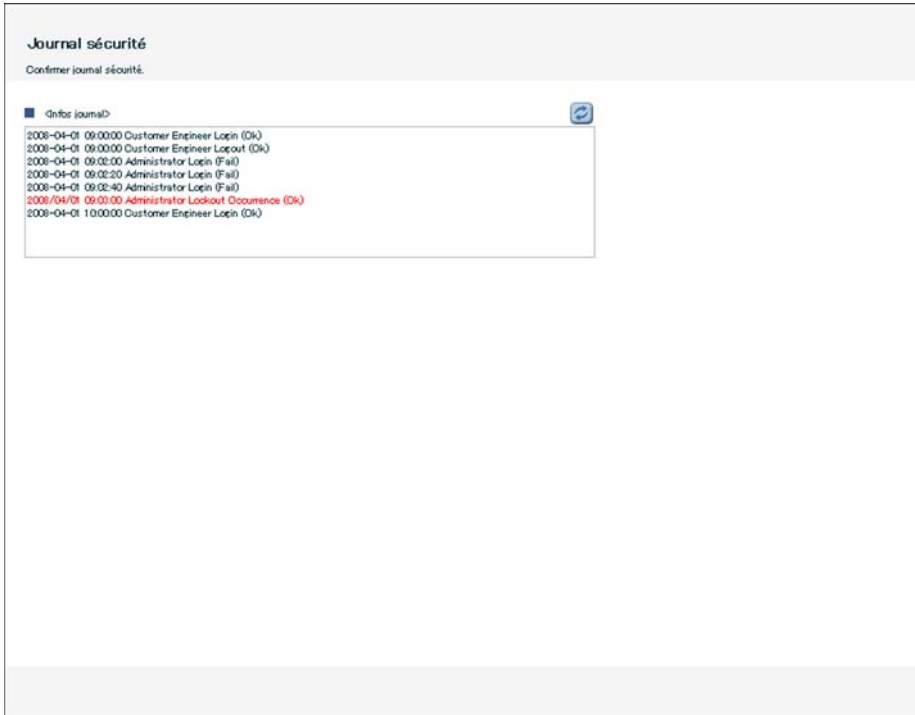 Journal sécurité
Confirmer journal sécurité.
<Infos journal>
2008-04-01 09:00:00 Customer Engineer Login (Ok)
2008-04-01 09:00:00 Customer Engineer Logout (Ok)
2008-04-01 09:02:00 Administrator Login (Fail)
2008-04-01 09:02:20 Administrator Login (Fail)
2008-04-01 09:02:40 Administrator Login (Fail)
2008/04/01 09:03:00 Administrator Lockout Occurrence (Ok)
2008-04-01 10:00:00 Customer Engineer Login (Ok)